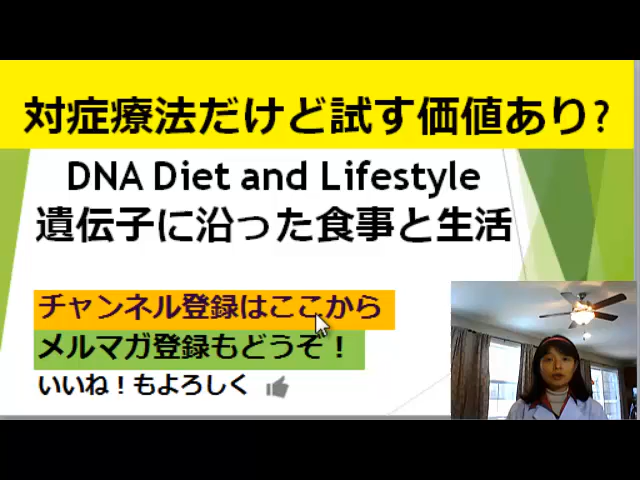 対症療法だけど試す価値あり?
DNA Diet and Lifestyle
遺伝子に沿った食事と生活
チャンネル登録はここから
メルマガ登録もどうぞ！
いいね！もよろしく